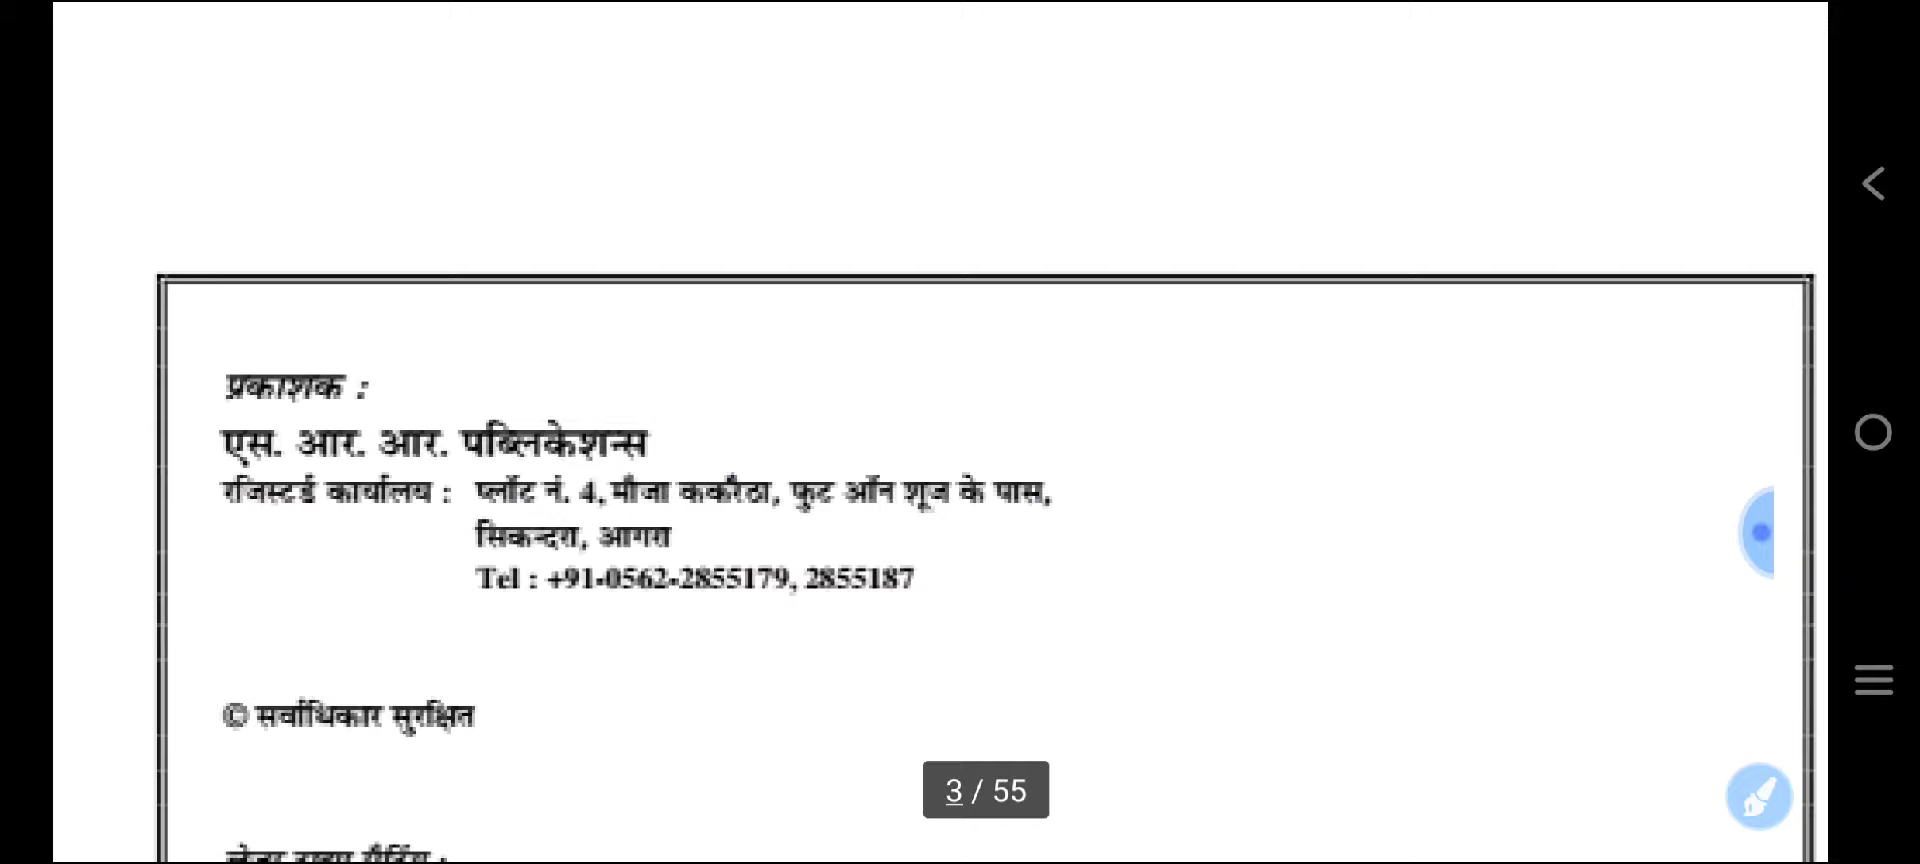 प्रकाशक :
एस. आर. आर. पब्लिकेशन्स
रजिस्टर्ड कार्यालय : प्लॉट नं. 4, मौजा ककरैठा, फुट ऑन शूज के पास,
सिकन्दरा, आगरा
Tel : +91-0562-2855179, 2855187
© सर्वाधिकार सुरक्षित
3 / 55